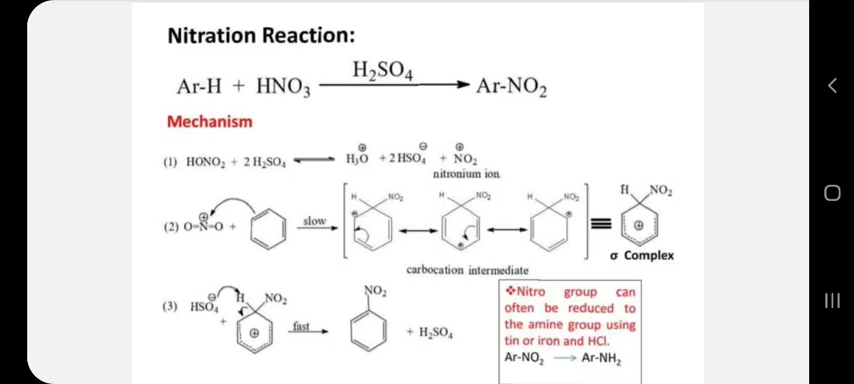 Nitration Reaction:
H₂SO₄
Ar-H + HNO₃ ⟶ Ar-NO₂
Mechanism
(1) HONO₂ + 2 H₂SO₄ ⇌ H₃O⊕ + 2 HSO₄⊖ + NO₂⊕
nitronium ion
(2) O=N⊕=O + slow H NO₂ H NO₂ H NO₂ ≡ H NO₂
σ Complex
carbocation intermediate
(3) HSO₄⊖ + H NO₂ fast NO₂ + H₂SO₄
❖Nitro group can
often be reduced to
the amine group using
tin or iron and HCl.
Ar-NO₂ ⟶ Ar-NH₂